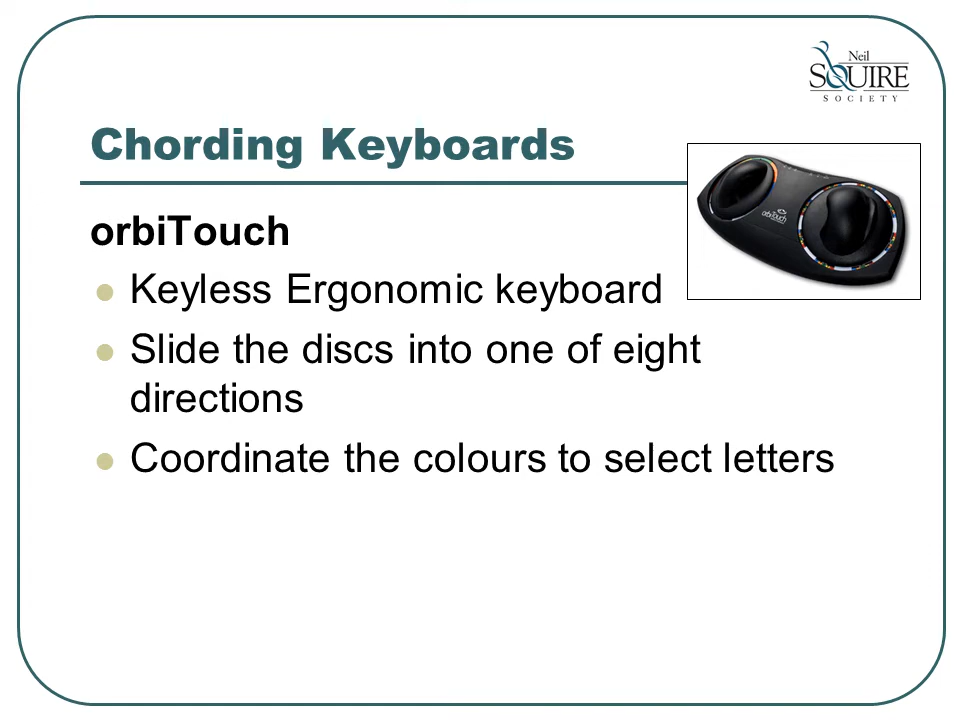 Neil
SQUIRE
SOCIETY
Chording Keyboards
orbiTouch
orbiTouch
Keyless Ergonomic keyboard
Slide the discs into one of eight
directions
Coordinate the colours to select letters